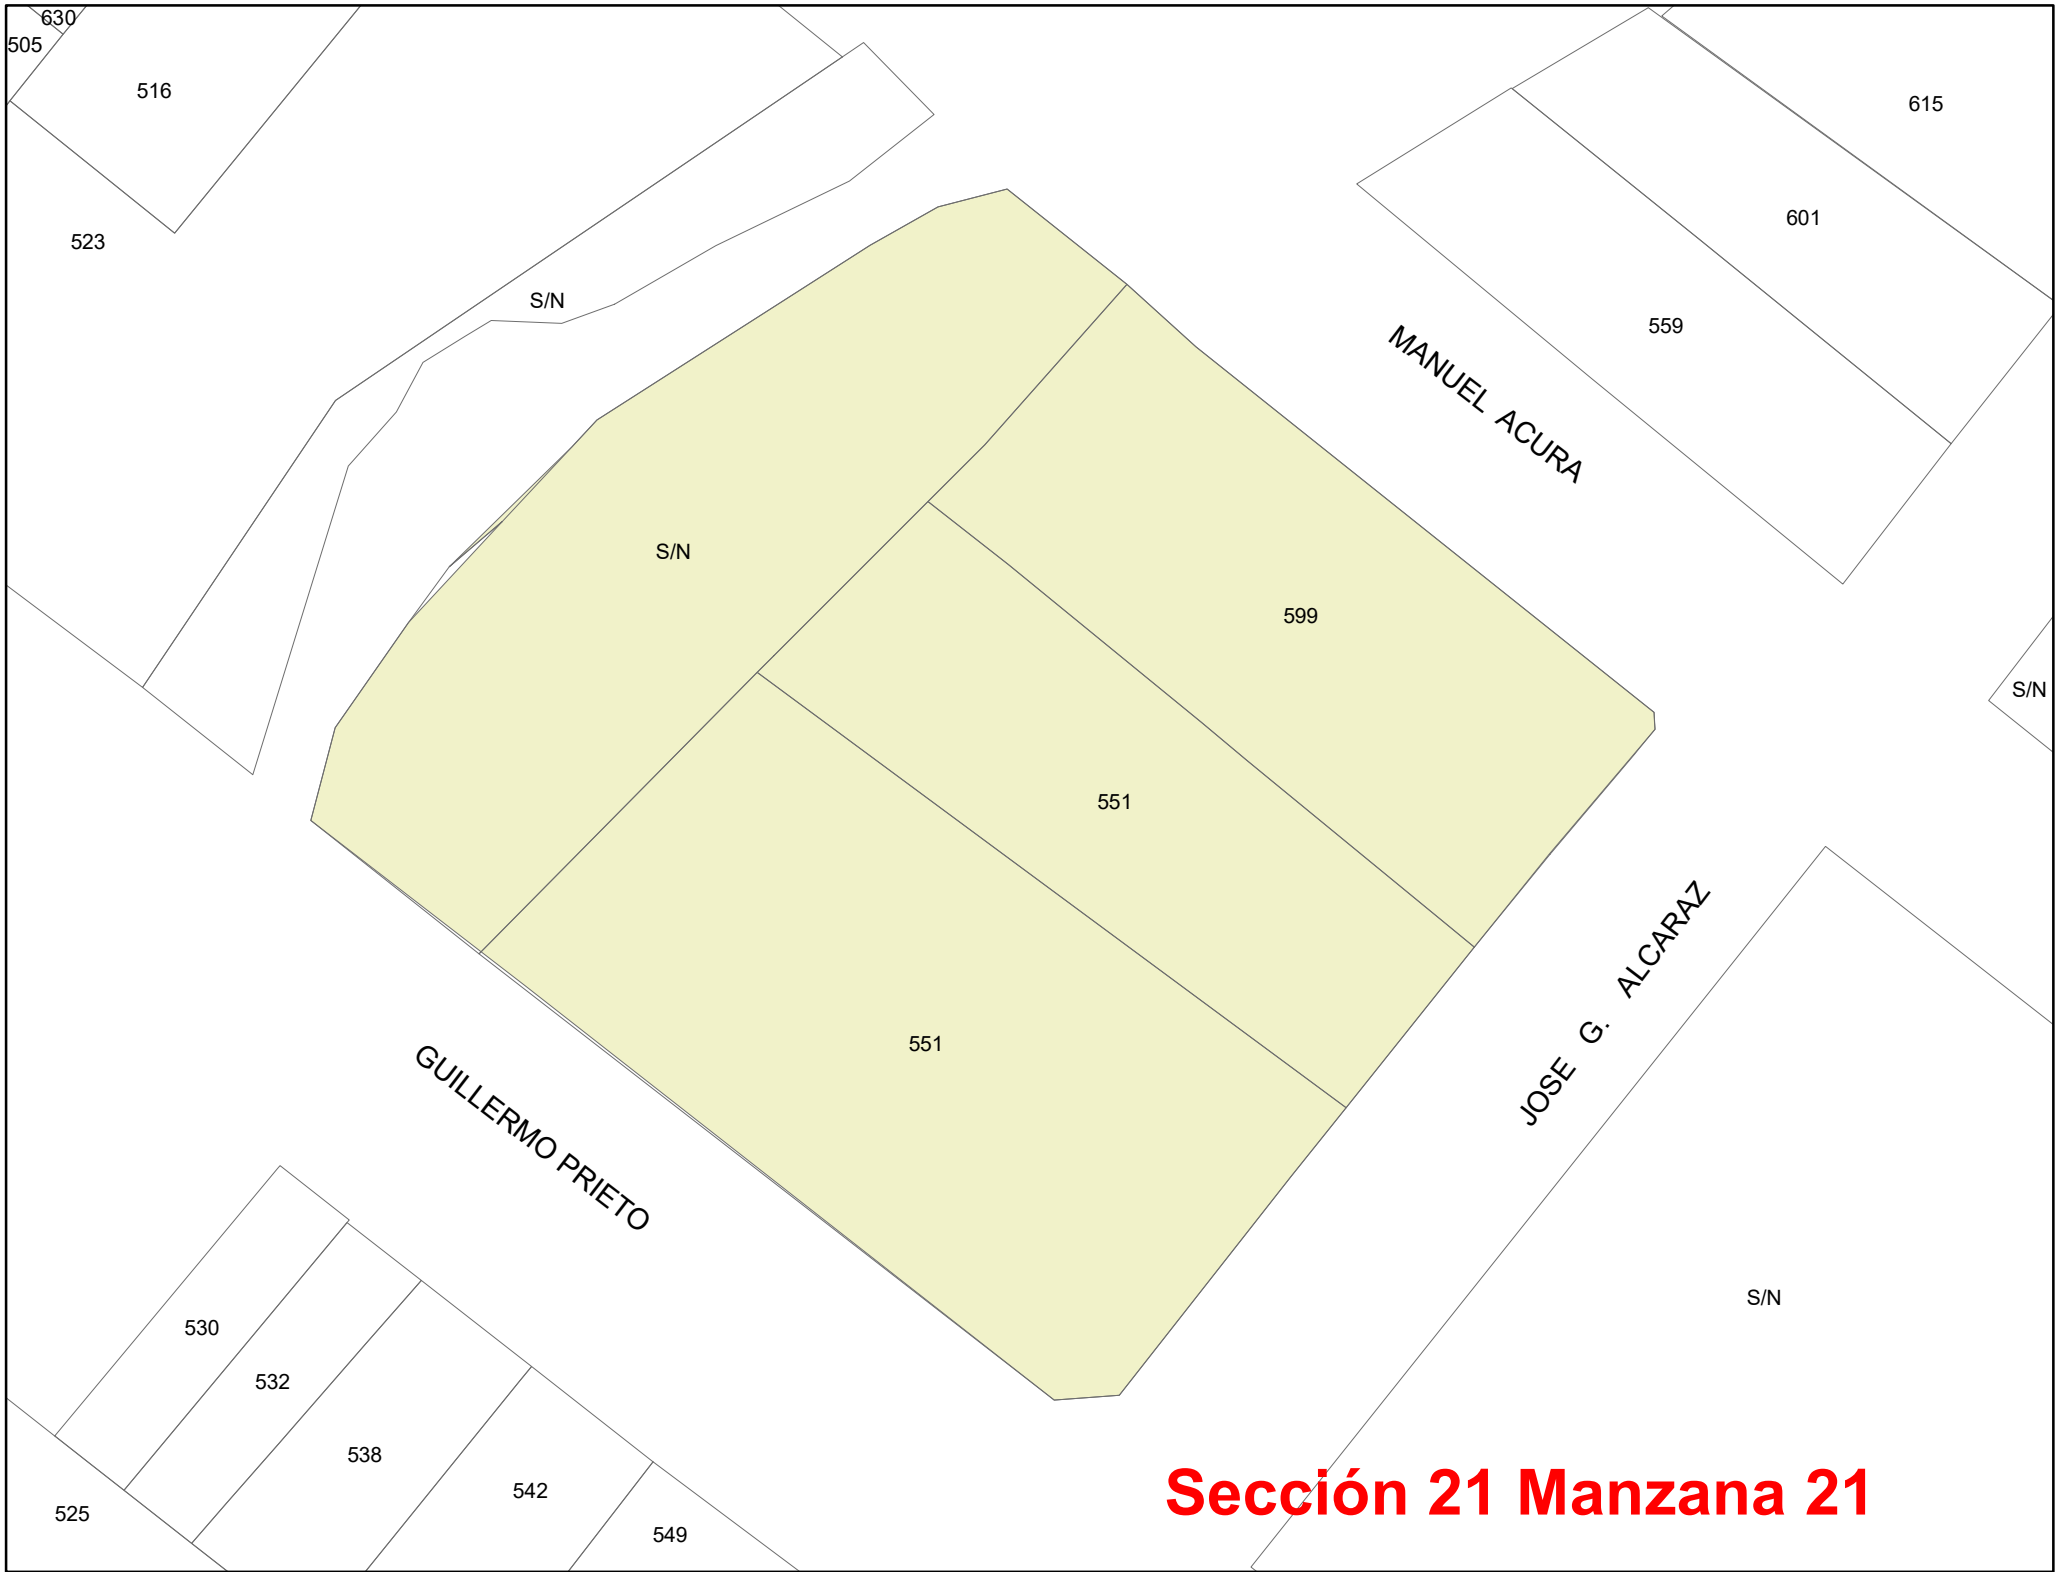 630
505
516
615
601
523
S/N
559
MANUEL ACURA
S/N
599
S/N
551
JOSE G. ALCARAZ
551
GUILLERMO PRIETO
S/N
530
532
538
542
525
549
Sección 21 Manzana 21